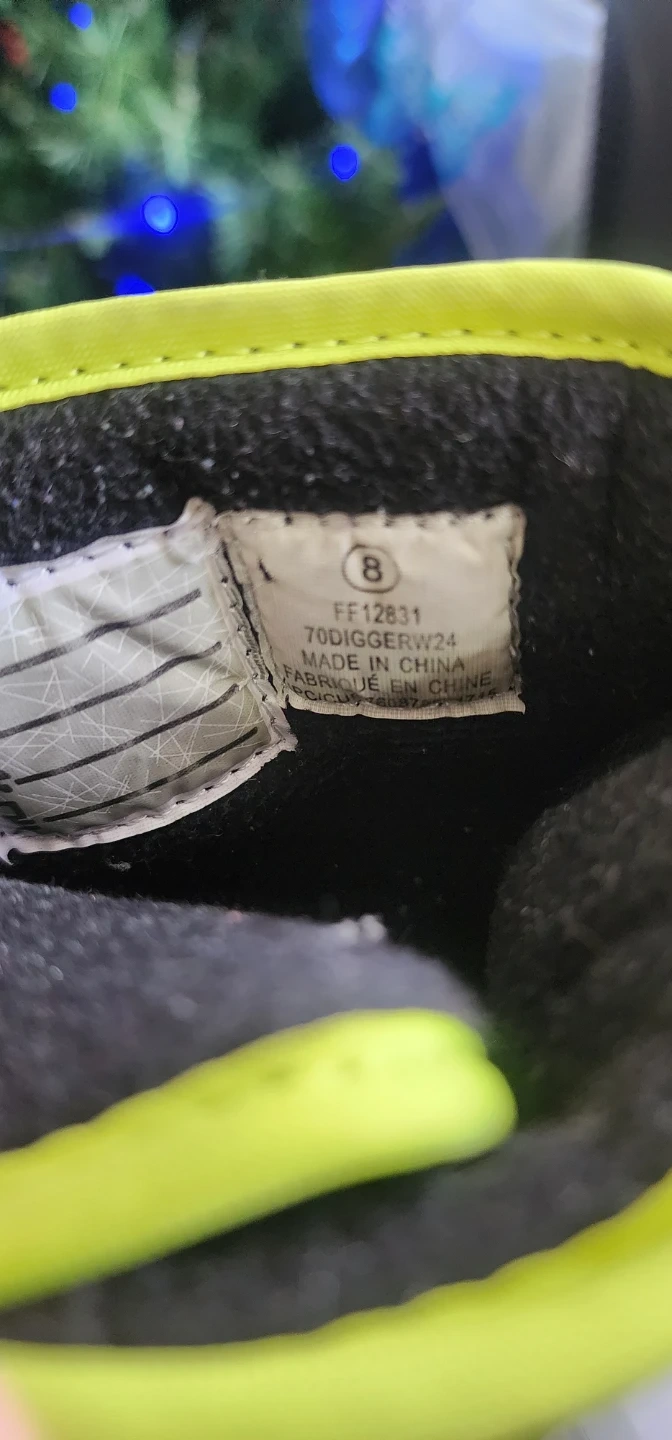 8
FF12831
70DIGGERW24
MADE IN CHINA
FABRIQUÉ EN CHINE